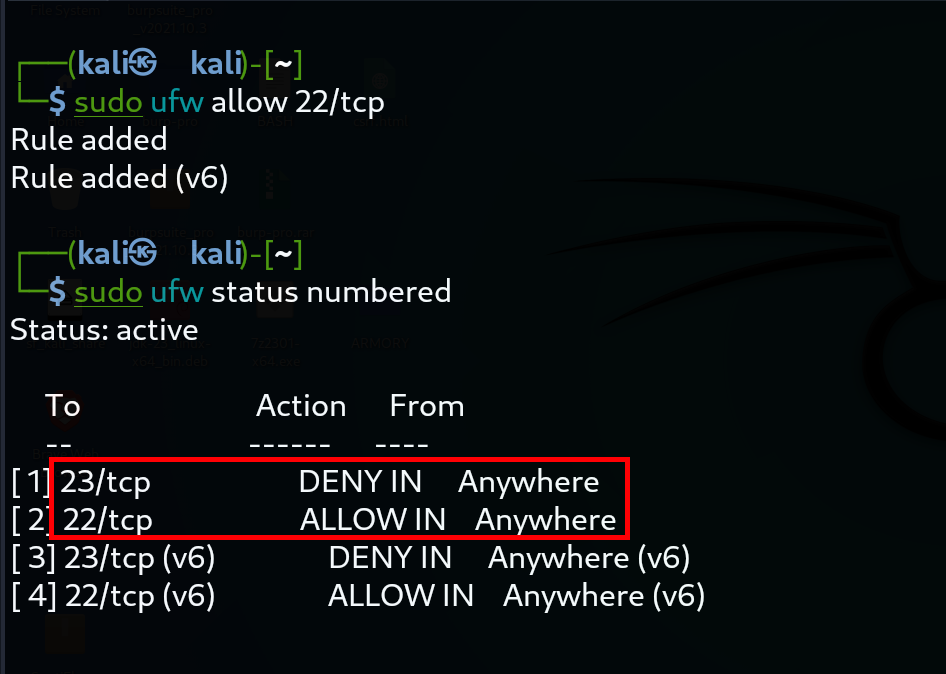 ┌──(kali㉿kali)-[~]
└─$ sudo ufw allow 22/tcp
Rule added
Rule added (v6)
┌──(kali㉿kali)-[~]
└─$ sudo ufw status numbered
Status: active
To Action From
-- ------ ----
[ 1] 23/tcp DENY IN Anywhere
[ 2] 22/tcp ALLOW IN Anywhere
[ 3] 23/tcp (v6) DENY IN Anywhere (v6)
[ 4] 22/tcp (v6) ALLOW IN Anywhere (v6)